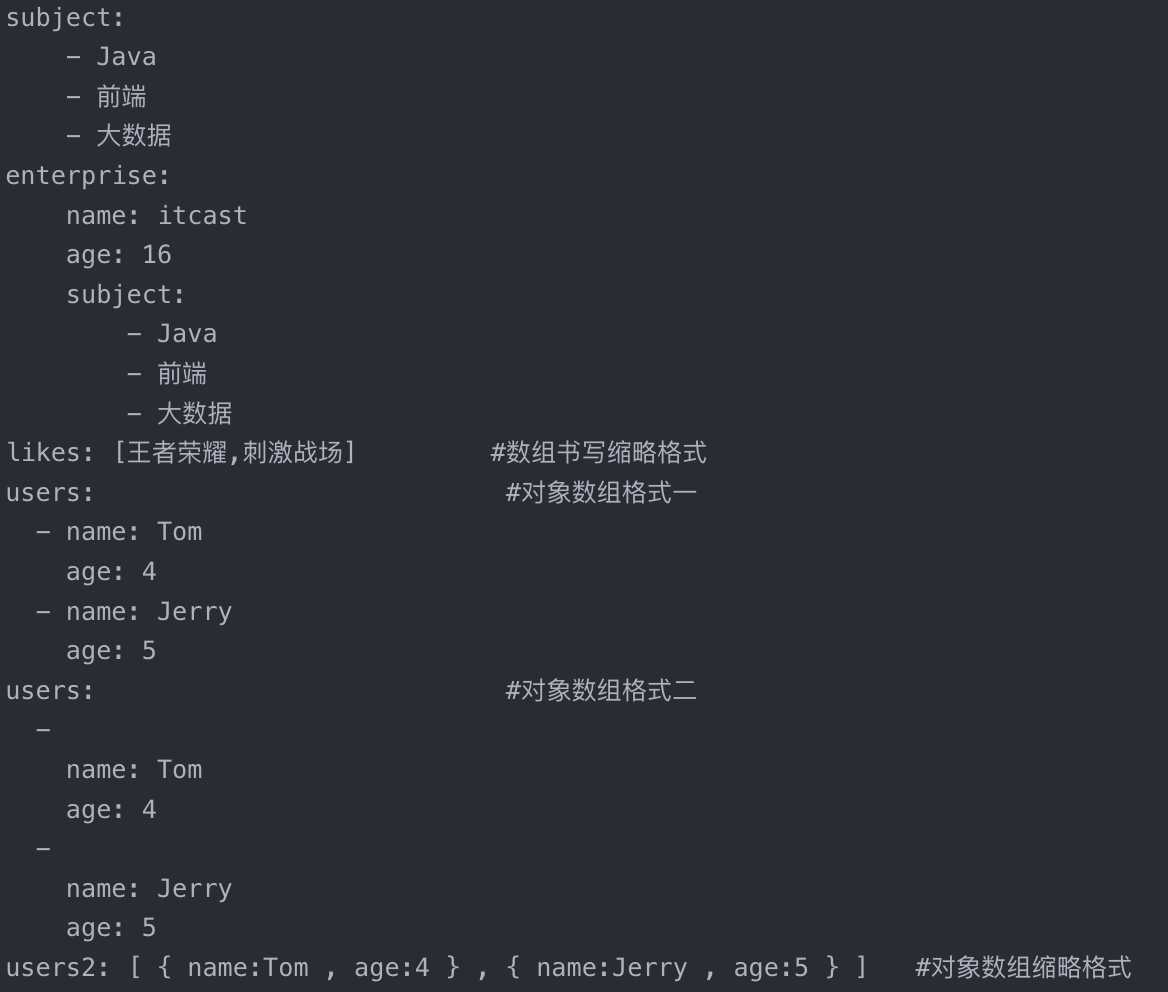 subject:
    - Java
    - 前端
    - 大数据
enterprise:
    name: itcast
    age: 16
    subject:
        - Java
        - 前端
        - 大数据
likes: [王者荣耀,刺激战场]         #数组书写缩略格式
users:                           #对象数组格式一
  - name: Tom
    age: 4
  - name: Jerry
    age: 5
users:                           #对象数组格式二
  -
    name: Tom
    age: 4
  -
    name: Jerry
    age: 5
users2: [ { name:Tom , age:4 } , { name:Jerry , age:5 } ]   #对象数组缩略格式